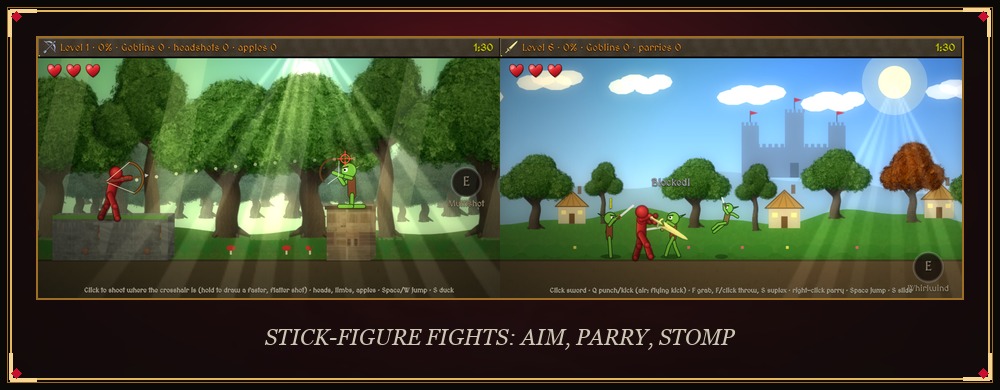 Level 1 · 0% · Goblins 0 · headshots 0 · apples 0
1:30
E
Click to shoot where the crosshair is (hold to draw a faster, flatter shot) · heads, limbs, apples · Space/W jump · S duck
Level 6 · 0% · Goblins 0 · parries 0
1:30
Blocked!
E
Whirlwind
Click sword · Q punch/kick (air: flying kick) · F grab, F/click throw, S suplex · right-click parry · Space jump · S slide
STICK-FIGURE FIGHTS: AIM, PARRY, STOMP